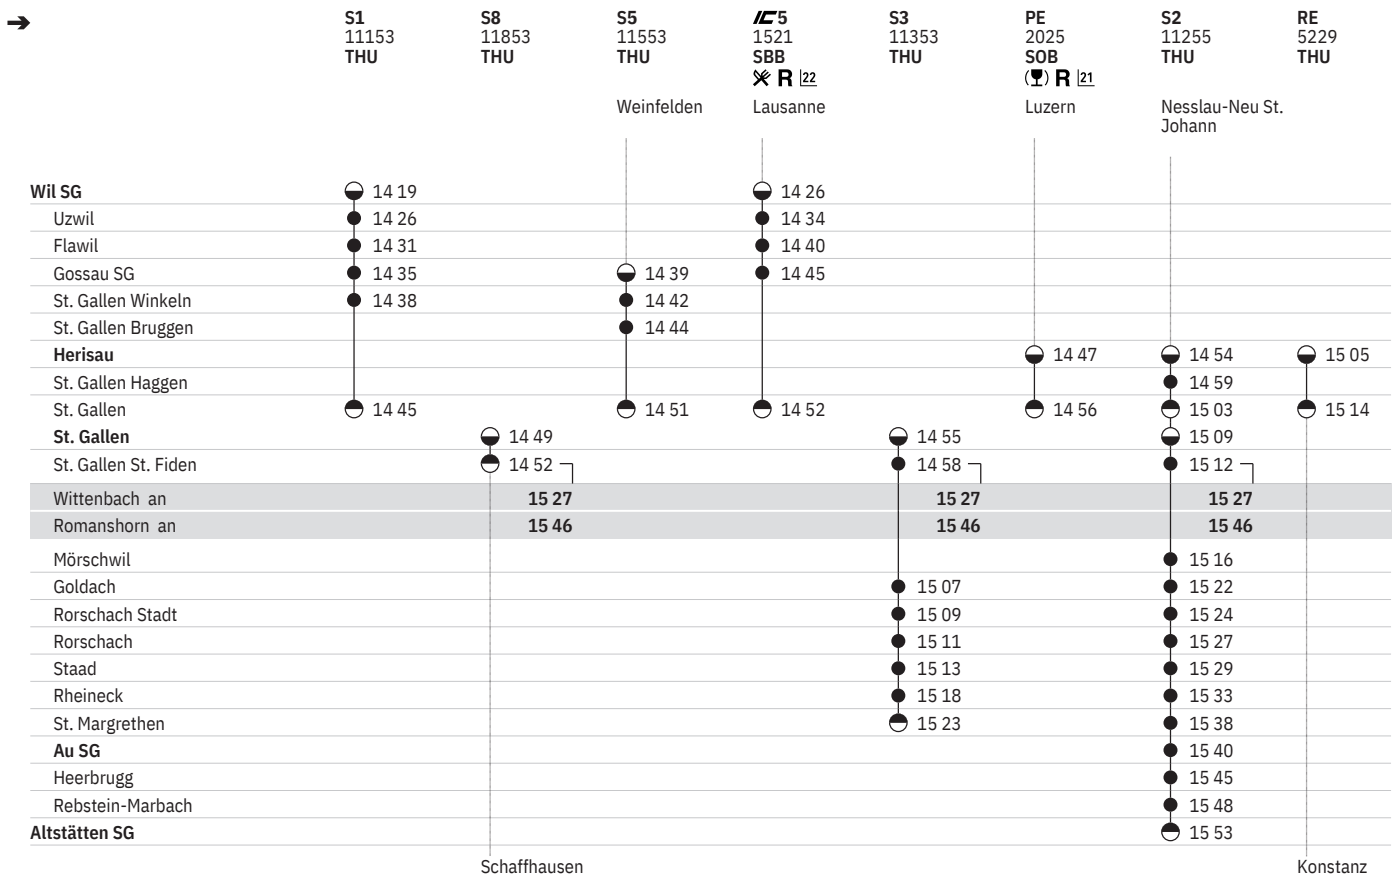 ➔ S1 S8 S5 IC5 S3 PE S2 RE
11153 11853 11553 1521 11353 2025 11255 5229
THU THU THU SBB THU SOB THU THU
R 22 R 21
Weinfelden Lausanne Luzern Nesslau-Neu St.
Johann
Wil SG 14 19 14 26
Uzwil 14 26 14 34
Flawil 14 31 14 40
Gossau SG 14 35 14 39 14 45
St. Gallen Winkeln 14 38 14 42
St. Gallen Bruggen 14 44
Herisau 14 47 14 54 15 05
St. Gallen Haggen 14 59
St. Gallen 14 45 14 51 14 52 14 56 15 03 15 14
St. Gallen 14 49 14 55 15 09
St. Gallen St. Fiden 14 52 14 58 15 12
Wittenbach an 15 27 15 27 15 27
Romanshorn an 15 46 15 46 15 46
Mörschwil 15 16
Goldach 15 07 15 22
Rorschach Stadt 15 09 15 24
Rorschach 15 11 15 27
Staad 15 13 15 29
Rheineck 15 18 15 33
St. Margrethen 15 23 15 38
Au SG 15 40
Heerbrugg 15 45
Rebstein-Marbach 15 48
Altstätten SG 15 53
Schaffhausen Konstanz